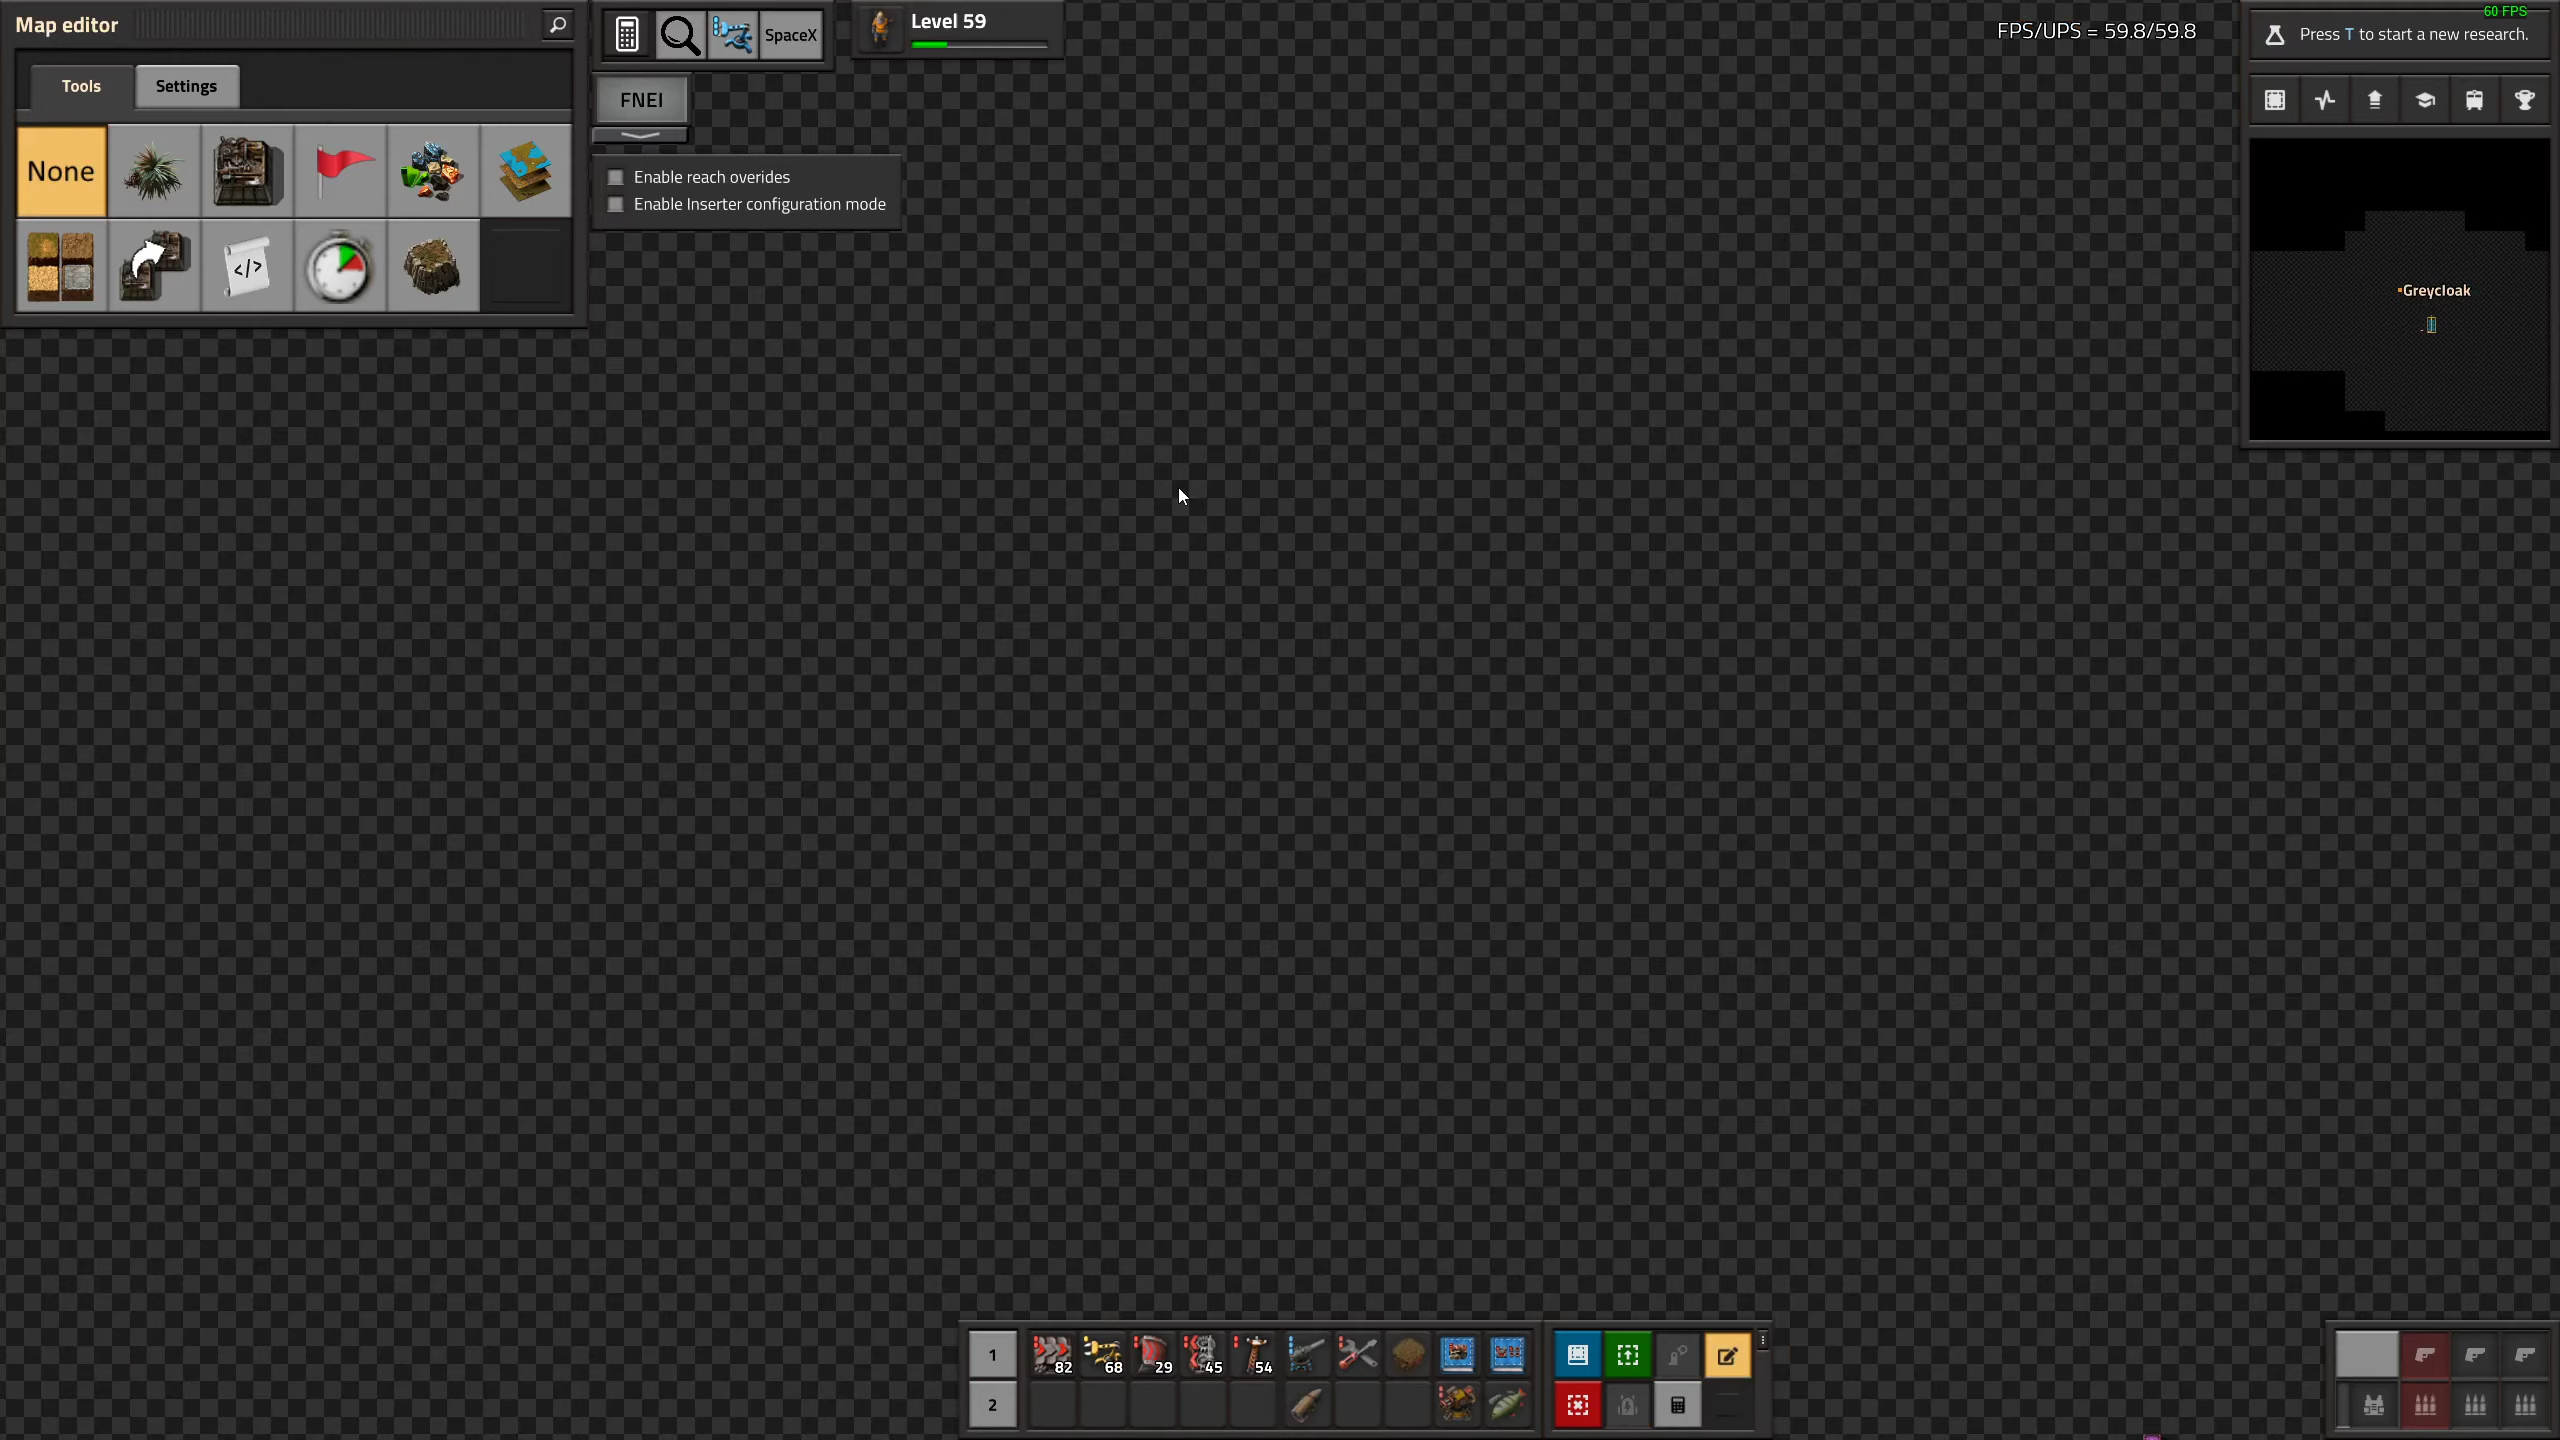 Map editor
Tools
Settings
None
</>
SpaceX
Level 59
FNEI
Enable reach overides
Enable Inserter configuration mode
FPS/UPS = 59.8/59.8
60 FPS
Press T to start a new research.
Greycloak
1
82
68
29
45
54
2